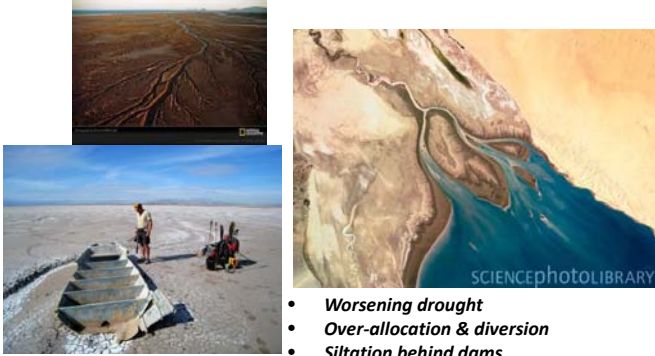 SCIENCEphotoLIBRARY
• Worsening drought
• Over-allocation & diversion
• Siltation behind dams